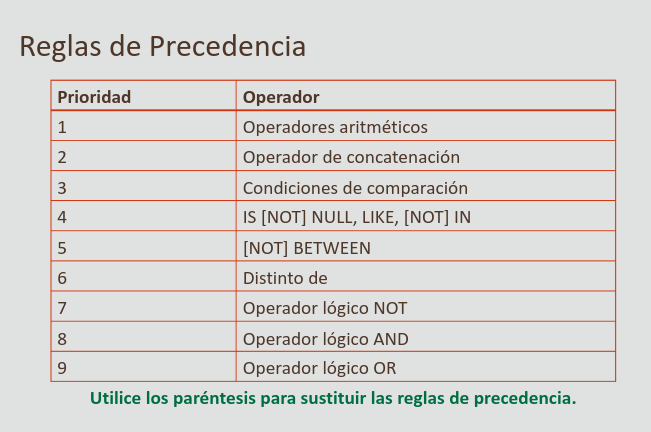 Reglas de Precedencia
Prioridad Operador
1 Operadores aritméticos
2 Operador de concatenación
3 Condiciones de comparación
4 IS [NOT] NULL, LIKE, [NOT] IN
5 [NOT] BETWEEN
6 Distinto de
7 Operador lógico NOT
8 Operador lógico AND
9 Operador lógico OR
Utilice los paréntesis para sustituir las reglas de precedencia.